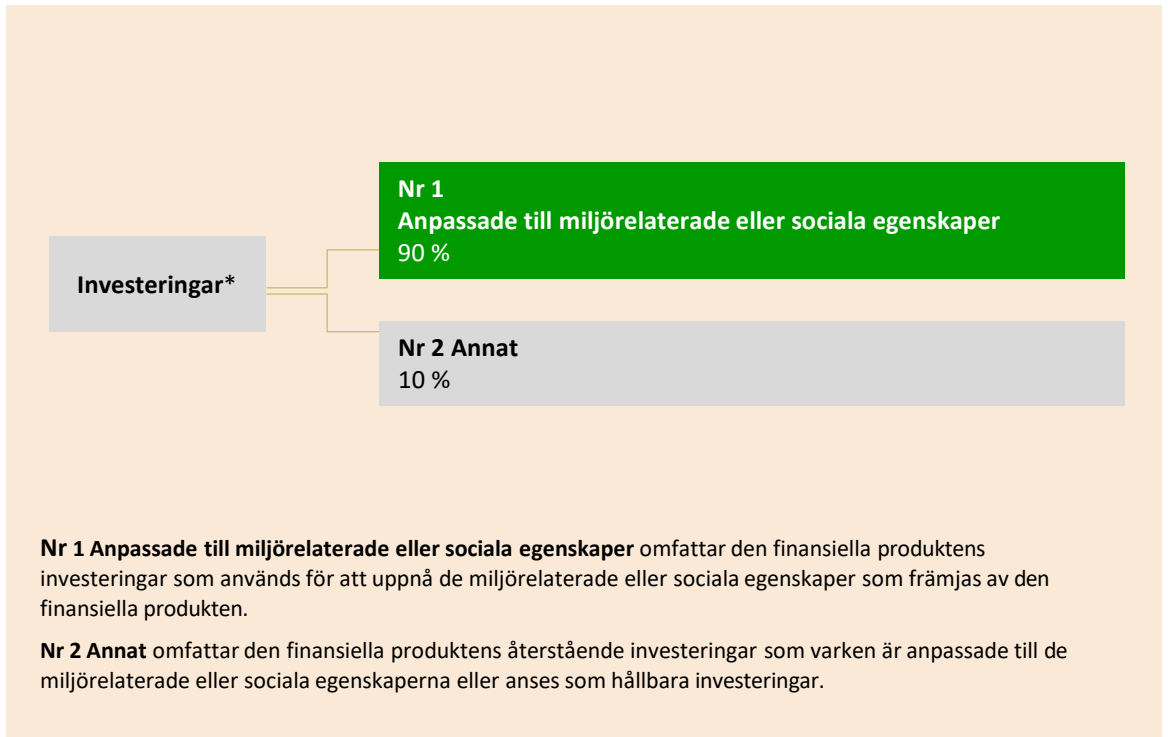 Nr 1
Anpassade till miljörelaterade eller sociala egenskaper
90 %
Investeringar*
Nr 2 Annat
10 %
Nr 1 Anpassade till miljörelaterade eller sociala egenskaper omfattar den finansiella produktens
investeringar som används för att uppnå de miljörelaterade eller sociala egenskaper som främjas av den
finansiella produkten.
Nr 2 Annat omfattar den finansiella produktens återstående investeringar som varken är anpassade till de
miljörelaterade eller sociala egenskaperna eller anses som hållbara investeringar.